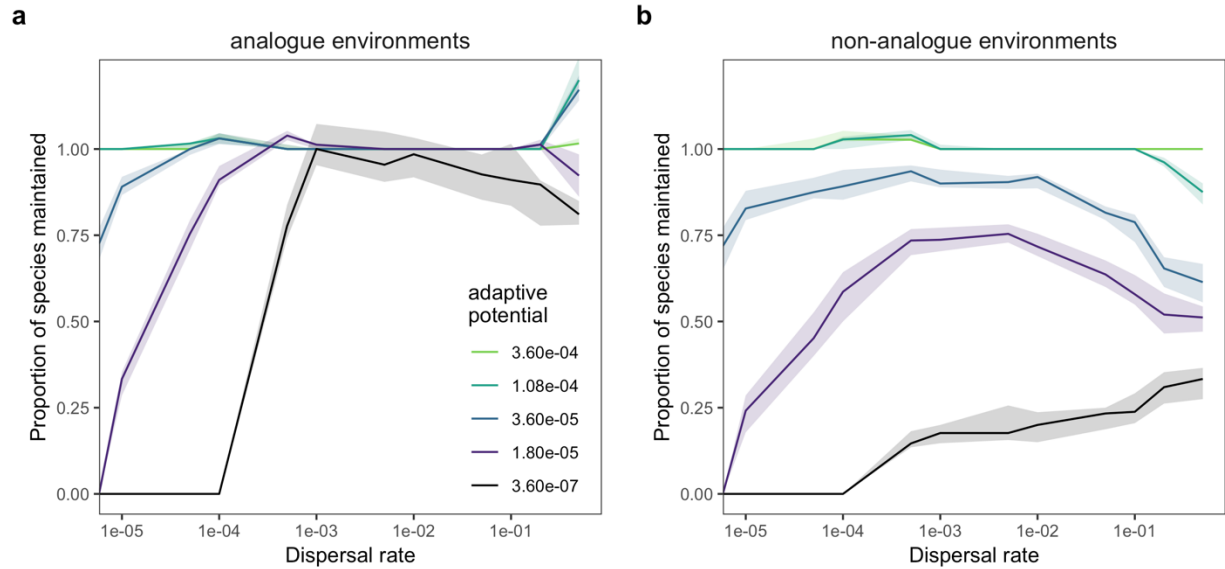 a
analogue environments
Proportion of species maintained
1.00
0.75
0.50
0.25
0.00
adaptive
potential
3.60e-04
1.08e-04
3.60e-05
1.80e-05
3.60e-07
1e-05 1e-04 1e-03 1e-02 1e-01
Dispersal rate
b
non-analogue environments
Proportion of species maintained
1.00
0.75
0.50
0.25
0.00
1e-05 1e-04 1e-03 1e-02 1e-01
Dispersal rate